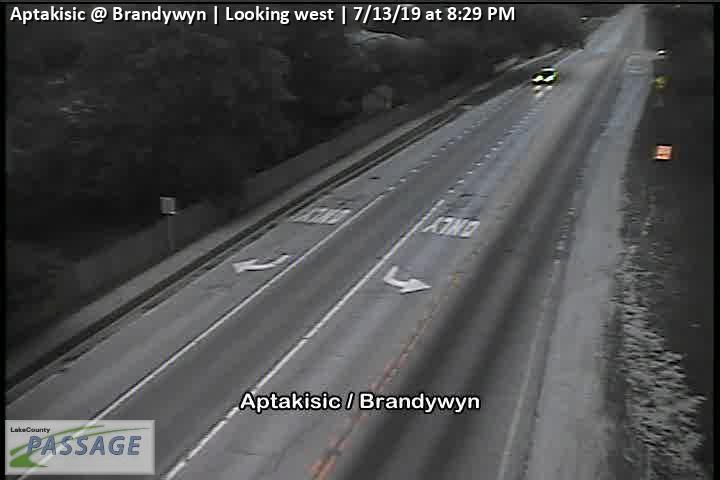 Aptakisic @ Brandywyn | Looking west | 7/13/19 at 8:29 PM
ONLY
ONLY
Aptakisic / Brandywyn
LakeCounty
PASSAGE